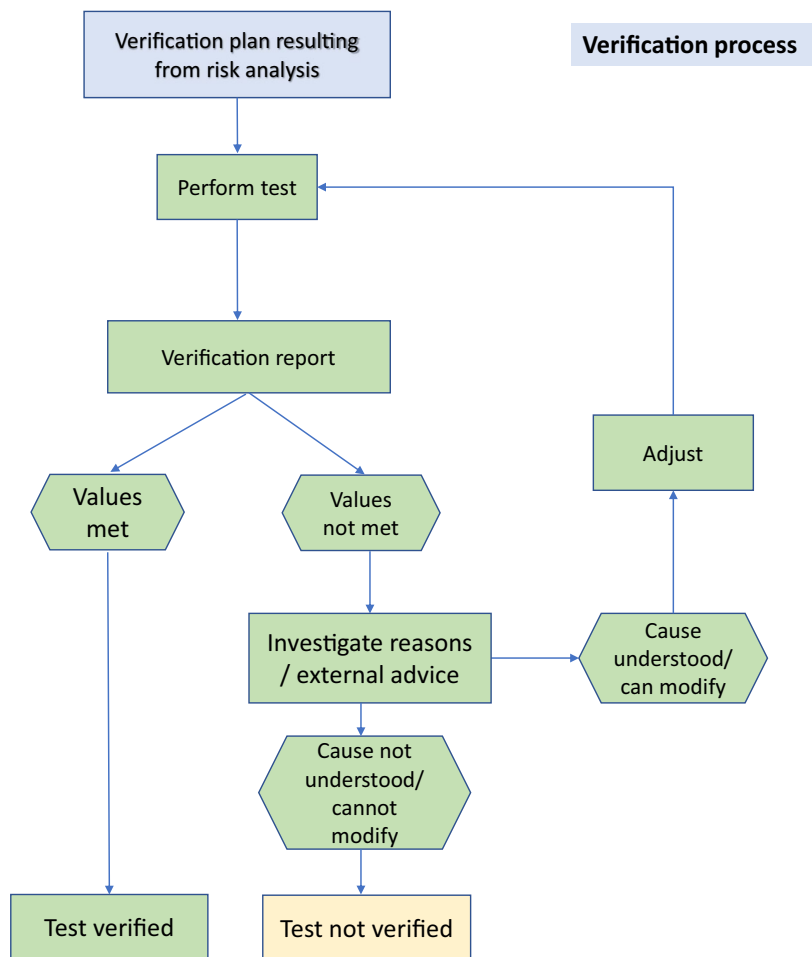 Verification plan resulting
from risk analysis
Verification process
Perform test
Verification report
Adjust
Values
met
Values
not met
Investigate reasons
/ external advice
Cause
understood/
can modify
Cause not
understood/
cannot
modify
Test verified
Test not verified